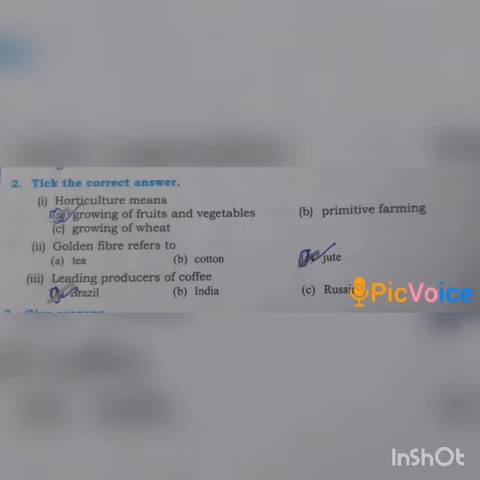 2. Tick the correct answer.
(i) Horticulture means
(a) growing of fruits and vegetables (b) primitive farming
(c) growing of wheat
(ii) Golden fibre refers to
(a) tea (b) cotton jute
(iii) Leading producers of coffee
Brazil (b) India (c)
PicVoice
InShOt